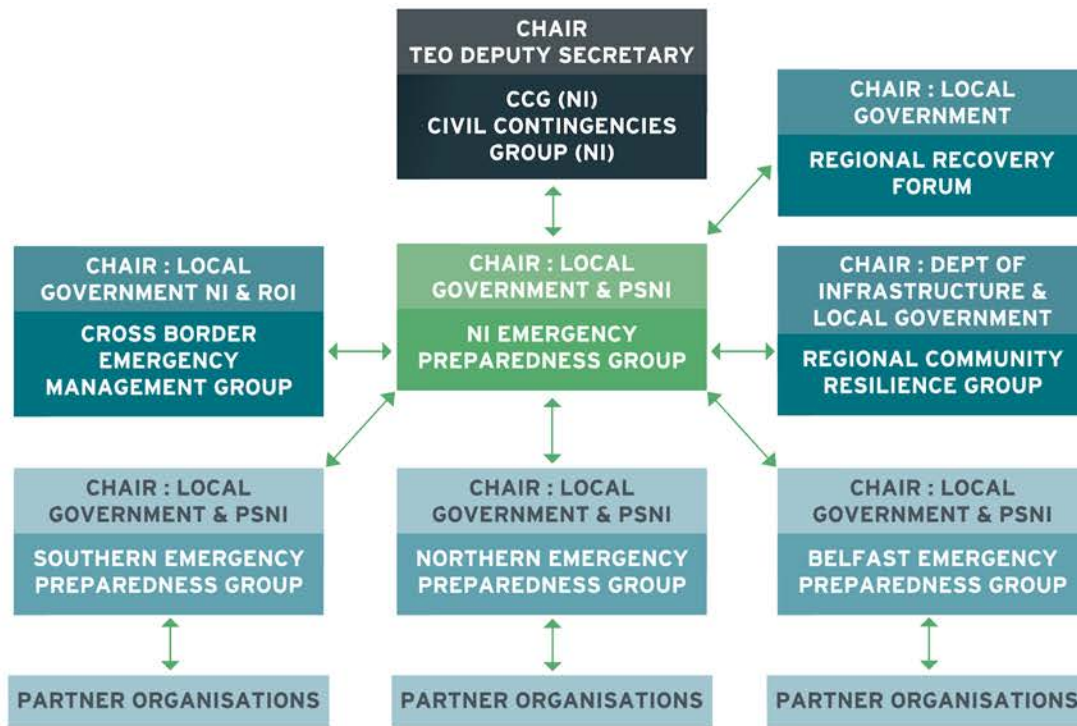 CHAIR
TEO DEPUTY SECRETARY
CCG (NI)
CIVIL CONTINGENCIES
GROUP (NI)
CHAIR : LOCAL
GOVERNMENT
REGIONAL RECOVERY
FORUM
CHAIR : LOCAL
GOVERNMENT NI & ROI
CROSS BORDER
EMERGENCY
MANAGEMENT GROUP
CHAIR : LOCAL
GOVERNMENT & PSNI
NI EMERGENCY
PREPAREDNESS GROUP
CHAIR : DEPT OF
INFRASTRUCTURE &
LOCAL GOVERNMENT
REGIONAL COMMUNITY
RESILIENCE GROUP
CHAIR : LOCAL
GOVERNMENT & PSNI
SOUTHERN EMERGENCY
PREPAREDNESS GROUP
CHAIR : LOCAL
GOVERNMENT & PSNI
NORTHERN EMERGENCY
PREPAREDNESS GROUP
CHAIR : LOCAL
GOVERNMENT & PSNI
BELFAST EMERGENCY
PREPAREDNESS GROUP
PARTNER ORGANISATIONS
PARTNER ORGANISATIONS
PARTNER ORGANISATIONS